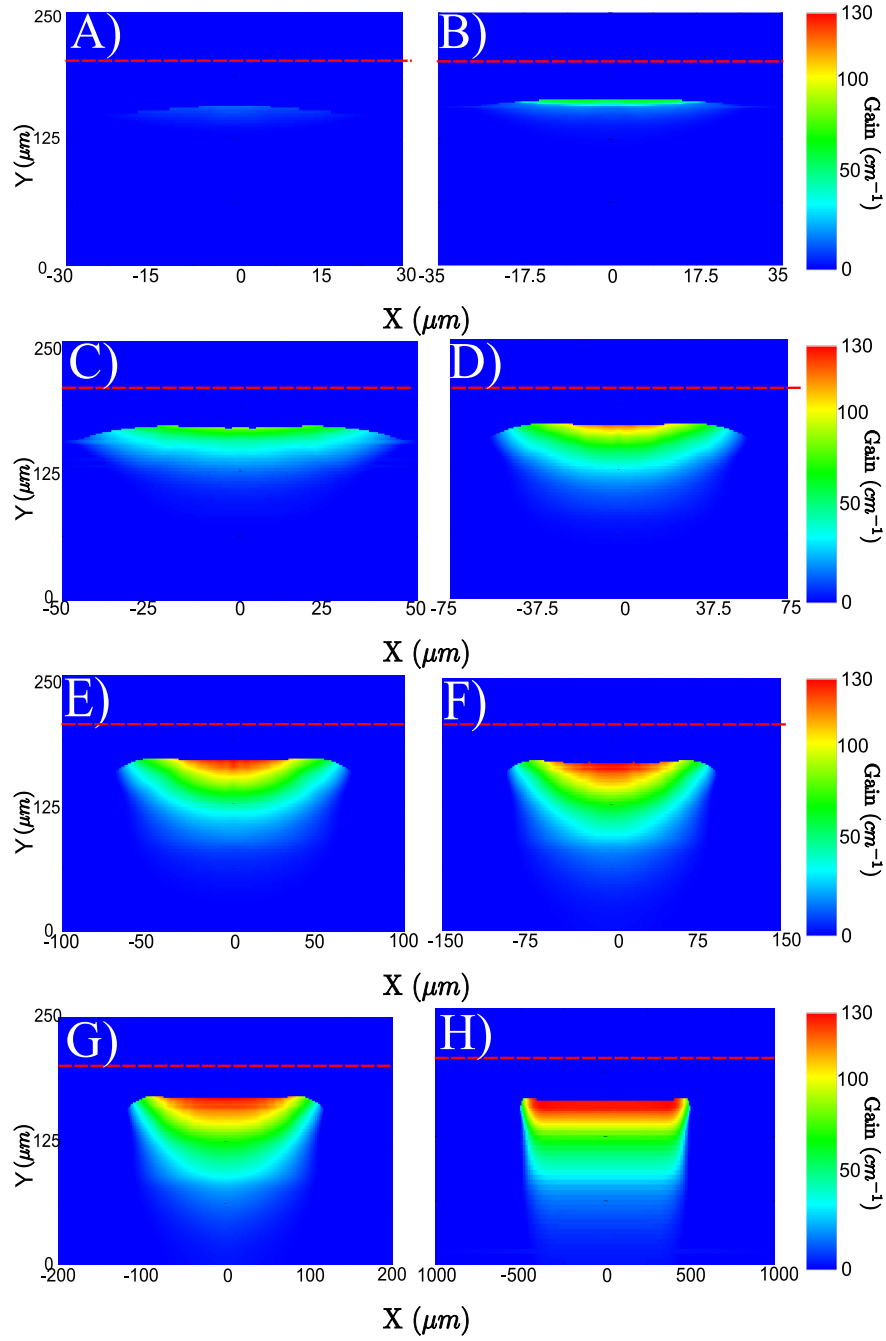 A)
B)
250
125
0
Y (μm)
-30 -15 0 15 30
-35 -17.5 0 17.5 35
130
100
50
0
Gain (cm⁻¹)
X (μm)
C)
D)
250
125
0
Y (μm)
-50 -25 0 25 50
-75 -37.5 0 37.5 75
130
100
50
0
Gain (cm⁻¹)
X (μm)
E)
F)
250
125
0
Y (μm)
-100 -50 0 50 100
-150 -75 0 75 150
130
100
50
0
Gain (cm⁻¹)
X (μm)
G)
H)
250
125
0
Y (μm)
-200 -100 0 100 200
1000 -500 0 500 1000
130
100
50
0
Gain (cm⁻¹)
X (μm)